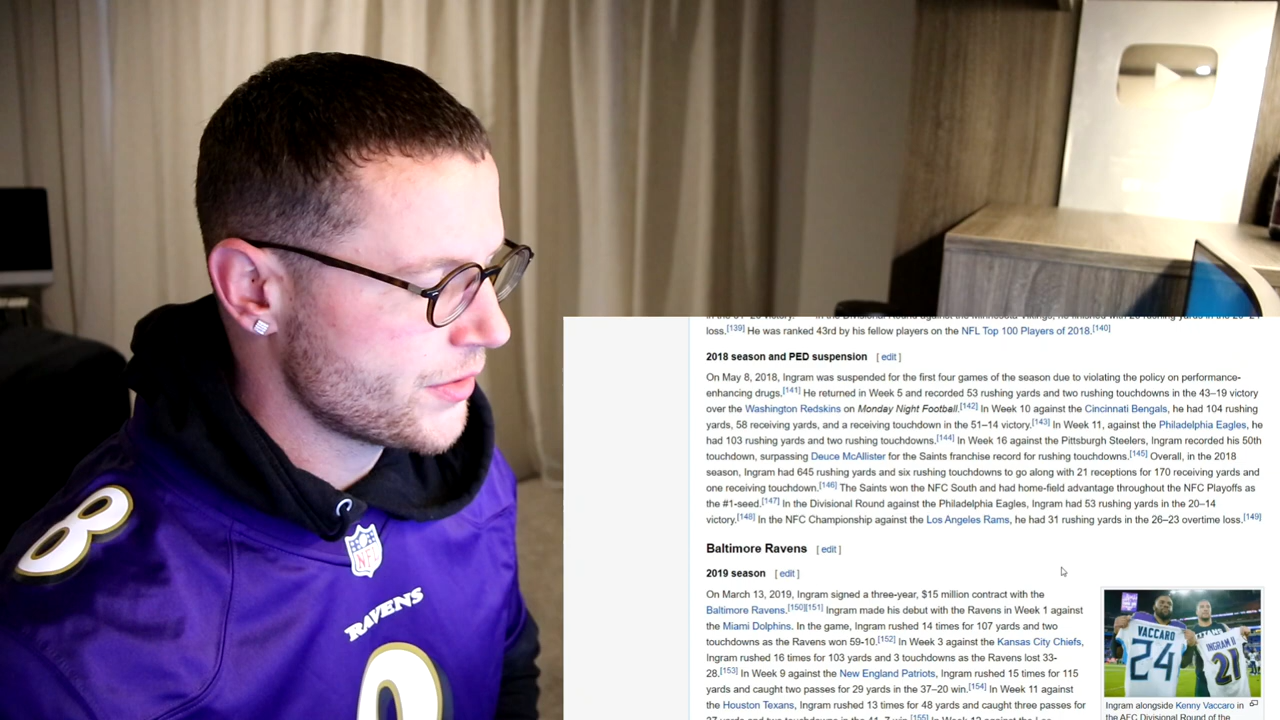 loss.[139] He was ranked 43rd by his fellow players on the NFL Top 100 Players of 2018.[140]
2018 season and PED suspension [ edit ]
On May 8, 2018, Ingram was suspended for the first four games of the season due to violating the policy on performance-
enhancing drugs.[141] He returned in Week 5 and recorded 53 rushing yards and two rushing touchdowns in the 43–19 victory
over the Washington Redskins on Monday Night Football.[142] In Week 10 against the Cincinnati Bengals, he had 104 rushing
yards, 58 receiving yards, and a receiving touchdown in the 51–14 victory.[143] In Week 11, against the Philadelphia Eagles, he
had 103 rushing yards and two rushing touchdowns.[144] In Week 16 against the Pittsburgh Steelers, Ingram recorded his 50th
touchdown, surpassing Deuce McAllister for the Saints franchise record for rushing touchdowns.[145] Overall, in the 2018
season, Ingram had 645 rushing yards and six rushing touchdowns to go along with 21 receptions for 170 receiving yards and
one receiving touchdown.[146] The Saints won the NFC South and had home-field advantage throughout the NFC Playoffs as
the #1-seed.[147] In the Divisional Round against the Philadelphia Eagles, Ingram had 53 rushing yards in the 20–14
victory.[148] In the NFC Championship against the Los Angeles Rams, he had 31 rushing yards in the 26–23 overtime loss.[149]
Baltimore Ravens [ edit ]
2019 season [ edit ]
On March 13, 2019, Ingram signed a three-year, $15 million contract with the
Baltimore Ravens.[150][151] Ingram made his debut with the Ravens in Week 1 against
the Miami Dolphins. In the game, Ingram rushed 14 times for 107 yards and two
touchdowns as the Ravens won 59-10.[152] In Week 3 against the Kansas City Chiefs,
Ingram rushed 16 times for 103 yards and 3 touchdowns as the Ravens lost 33-
28.[153] In Week 9 against the New England Patriots, Ingram rushed 15 times for 115
yards and caught two passes for 29 yards in the 37–20 win.[154] In Week 11 against
the Houston Texans, Ingram rushed 13 times for 48 yards and caught three passes for
VACCARO
24
INGRAM II
21
Ingram alongside Kenny Vaccaro in
the AFC Divisional Round of the
8
NFL
RAVENS